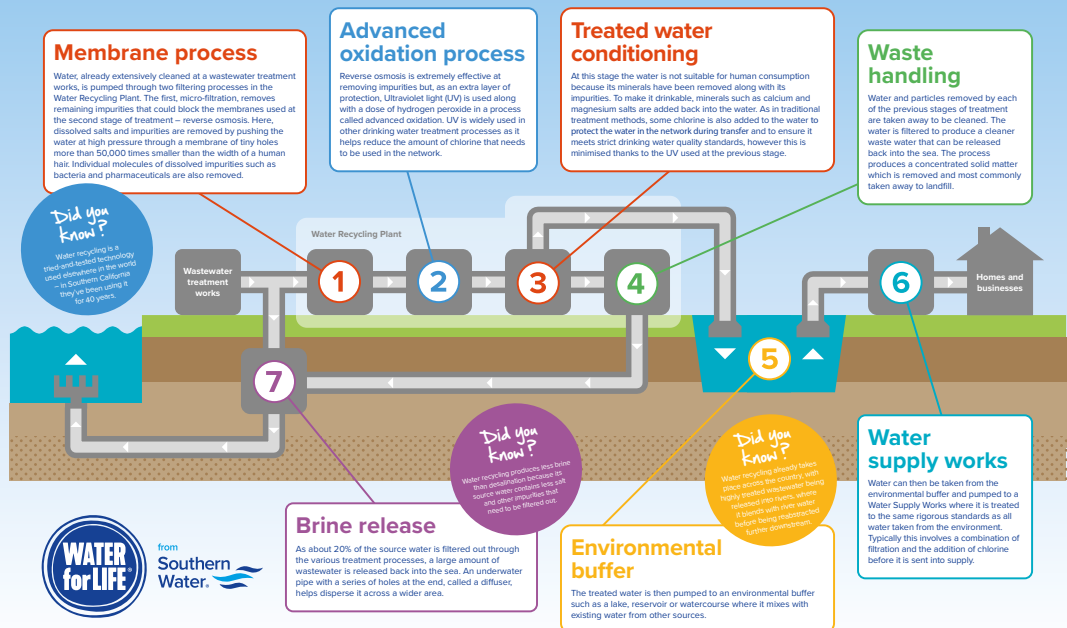 Membrane process
Water, already extensively cleaned at a wastewater treatment
works, is pumped through two filtering processes in the
Water Recycling Plant. The first, micro-filtration, removes
remaining impurities that could block the membranes used at
the second stage of treatment – reverse osmosis. Here,
dissolved salts and impurities are removed by pushing the
water at high pressure through a membrane of tiny holes
more than 50,000 times smaller than the width of a human
hair. Individual molecules of dissolved impurities such as
bacteria and pharmaceuticals are also removed.
Advanced
oxidation process
Reverse osmosis is extremely effective at
removing impurities but, as an extra layer of
protection, Ultraviolet light (UV) is used along
with a dose of hydrogen peroxide in a process
called advanced oxidation. UV is widely used in
other drinking water treatment processes as it
helps reduce the amount of chlorine that needs
to be used in the network.
Treated water
conditioning
At this stage the water is not suitable for human consumption
because its minerals have been removed along with its
impurities. To make it drinkable, minerals such as calcium and
magnesium salts are added back into the water. As in traditional
treatment methods, some chlorine is also added to the water to
protect the water in the network during transfer and to ensure it
meets strict drinking water quality standards, however this is
minimised thanks to the UV used at the previous stage.
Waste
handling
Water and particles removed by each
of the previous stages of treatment
are taken away to be cleaned. The
water is filtered to produce a cleaner
waste water that can be released
back into the sea. The process
produces a concentrated solid matter
which is removed and most commonly
taken away to landfill.
Did you
know?
Water recycling is a
tried-and-tested technology
used elsewhere in the world
– in Southern California
they've been using it
for 40 years.
Water Recycling Plant
Wastewater
treatment
works
1
2
3
4
6
Homes and
businesses
5
7
Did you
know?
Water recycling produces less brine
than desalination because its
source water contains less salt
and other impurities that
need to be filtered out.
Did you
know?
Water recycling already takes
place across the country, with
highly treated wastewater being
released into rivers, where
it blends with river water
before being reabstracted
further downstream.
Water
supply works
Water can then be taken from the
environmental buffer and pumped to a
Water Supply Works where it is treated
to the same rigorous standards as all
water taken from the environment.
Typically this involves a combination of
filtration and the addition of chlorine
before it is sent into supply.
Brine release
As about 20% of the source water is filtered out through
the various treatment processes, a large amount of
wastewater is released back into the sea. An underwater
pipe with a series of holes at the end, called a diffuser,
helps disperse it across a wider area.
Environmental
buffer
The treated water is then pumped to an environmental buffer
such as a lake, reservoir or watercourse where it mixes with
existing water from other sources.
WATER
for LIFE®
from
Southern
Water®